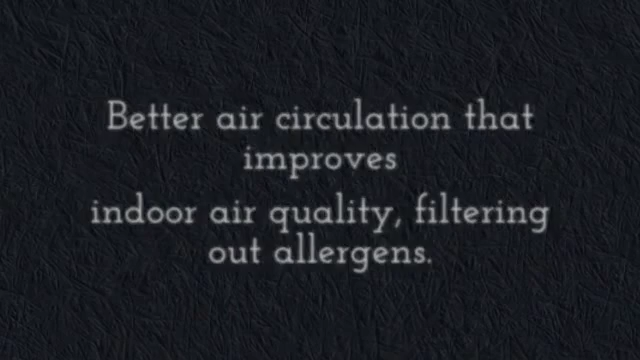 Better air circulation that
improves
indoor air quality, filtering
out allergens.